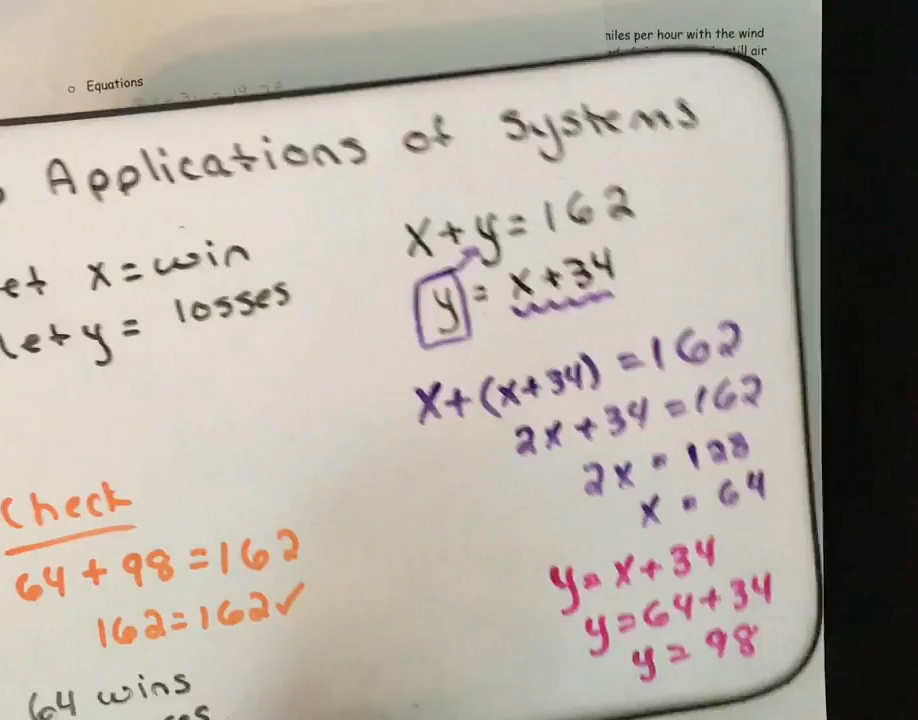 miles per hour with the wind
still air
Equations
Applications of Systems
let x = win
let y = losses
x + y = 162
y = x + 34
x + (x + 34) = 162
2x + 34 = 162
2x = 128
x = 64
y = x + 34
y = 64 + 34
y = 98
Check
64 + 98 = 162
162 = 162 ✓
64 wins